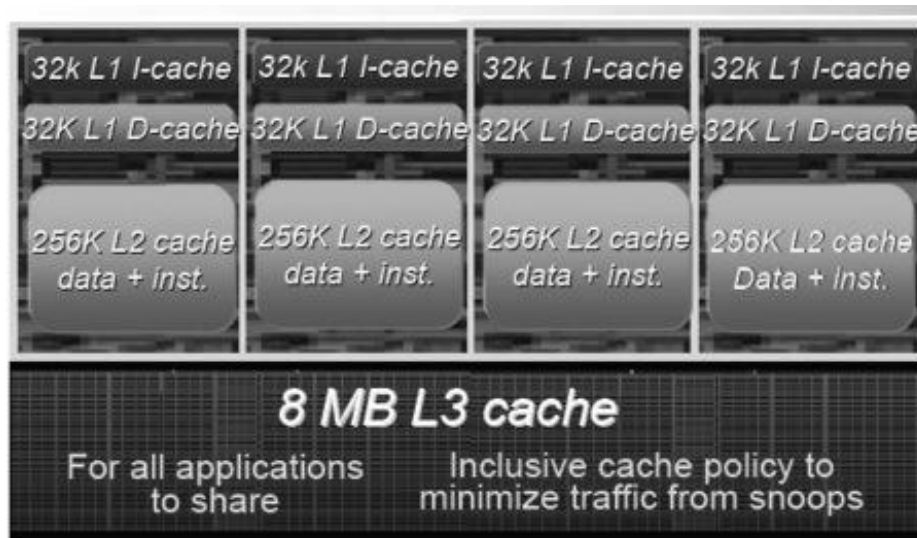 32k L1 I-cache
32k L1 I-cache
32k L1 I-cache
32k L1 I-cache
32K L1 D-cache
32K L1 D-cache
32K L1 D-cache
32K L1 D-cache
256K L2 cache
data + inst.
256K L2 cache
data + inst.
256K L2 cache
data + inst.
256K L2 cache
Data + inst.
8 MB L3 cache
For all applications
to share
Inclusive cache policy to
minimize traffic from snoops